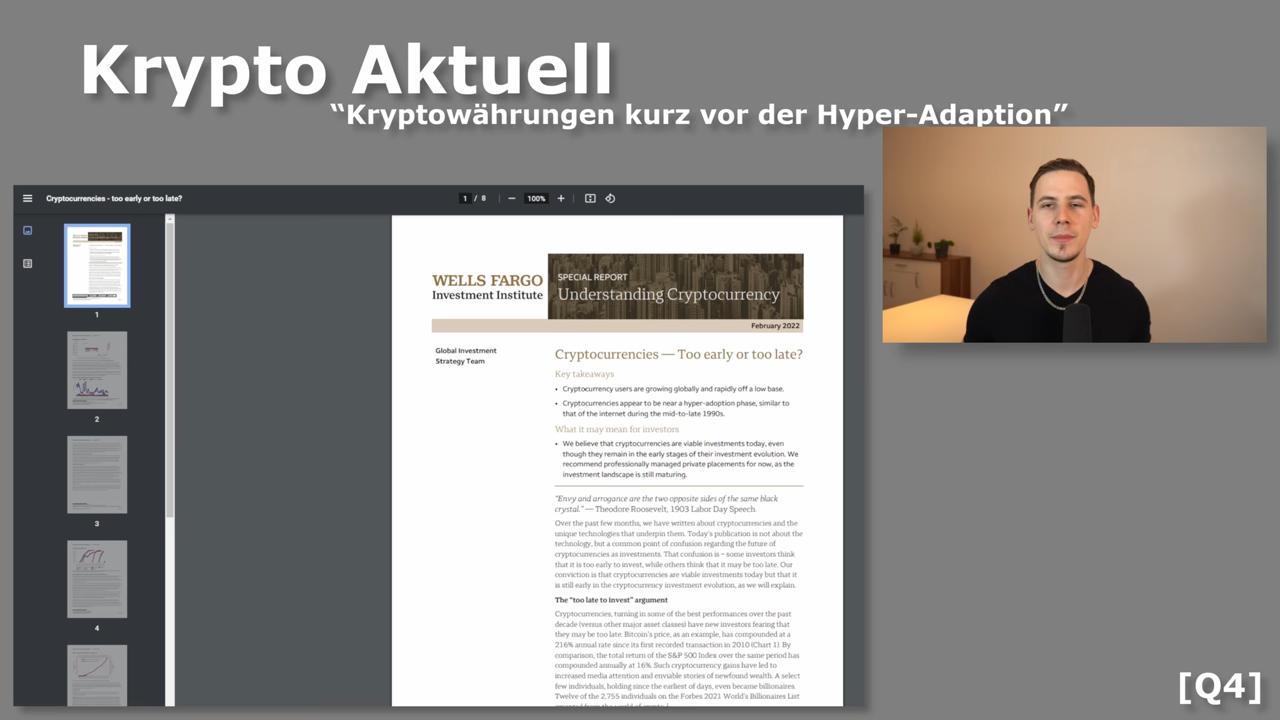 Krypto Aktuell
“Kryptowährungen kurz vor der Hyper-Adaption”
Cryptocurrencies - too early or too late?
1 / 8
100%
1
2
3
4
WELLS FARGO
Investment Institute
SPECIAL REPORT
Understanding Cryptocurrency
February 2022
Global Investment
Strategy Team
Cryptocurrencies — Too early or too late?
Key takeaways
• Cryptocurrency users are growing globally and rapidly off a low base.
• Cryptocurrencies appear to be near a hyper-adoption phase, similar to
that of the internet during the mid-to-late 1990s.
What it may mean for investors
• We believe that cryptocurrencies are viable investments today, even
though they remain in the early stages of their investment evolution. We
recommend professionally managed private placements for now, as the
investment landscape is still maturing.
“Envy and arrogance are the two opposite sides of the same black
crystal.” — Theodore Roosevelt, 1903 Labor Day Speech.
Over the past few months, we have written about cryptocurrencies and the
unique technologies that underpin them. Today's publication is not about the
technology, but a common point of confusion regarding the future of
cryptocurrencies as investments. That confusion is – some investors think
that it is too early to invest, while others think that it may be too late. Our
conviction is that cryptocurrencies are viable investments today but that it
is still early in the cryptocurrency investment evolution, as we will explain.
The “too late to invest” argument
Cryptocurrencies, turning in some of the best performances over the past
decade (versus other major asset classes) have new investors fearing that
they may be too late. Bitcoin's price, as an example, has compounded at a
216% annual rate since its first recorded transaction in 2010 (Chart 1). By
comparison, the total return of the S&P 500 Index over the same period has
compounded annually at 16%. Such cryptocurrency gains have led to
increased media attention and enviable stories of newfound wealth. A select
few individuals, holding since the earliest of days, even became billionaires.
Twelve of the 2,755 individuals on the Forbes 2021 World's Billionaires List
[Q4]